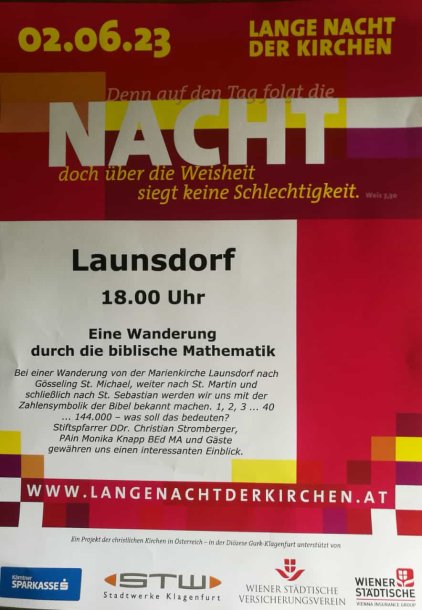 02.06.23
LANGE NACHT
DER KIRCHEN
Denn auf den Tag folgt die
NACHT
doch über die Weisheit
siegt keine Schlechtigkeit. Weis 7,30
Launsdorf
18.00 Uhr
Eine Wanderung
durch die biblische Mathematik
Bei einer Wanderung von der Marienkirche Launsdorf nach
Gösseling St. Michael, weiter nach St. Martin und
schließlich nach St. Sebastian werden wir uns mit der
Zahlensymbolik der Bibel bekannt machen. 1, 2, 3 ... 40
... 144.000 – was soll das bedeuten?
Stiftspfarrer DDr. Christian Stromberger,
PAin Monika Knapp BEd MA und Gäste
gewähren uns einen interessanten Einblick.
WWW.LANGENACHTDERKIRCHEN.AT
Ein Projekt der christlichen Kirchen in Österreich – in der Diözese Gurk-Klagenfurt unterstützt von
Kärntner
SPARKASSE
STW
Stadtwerke Klagenfurt
WIENER STÄDTISCHE
VERSICHERUNGSVEREIN
WIENER
STÄDTISCHE
VIENNA INSURANCE GROUP